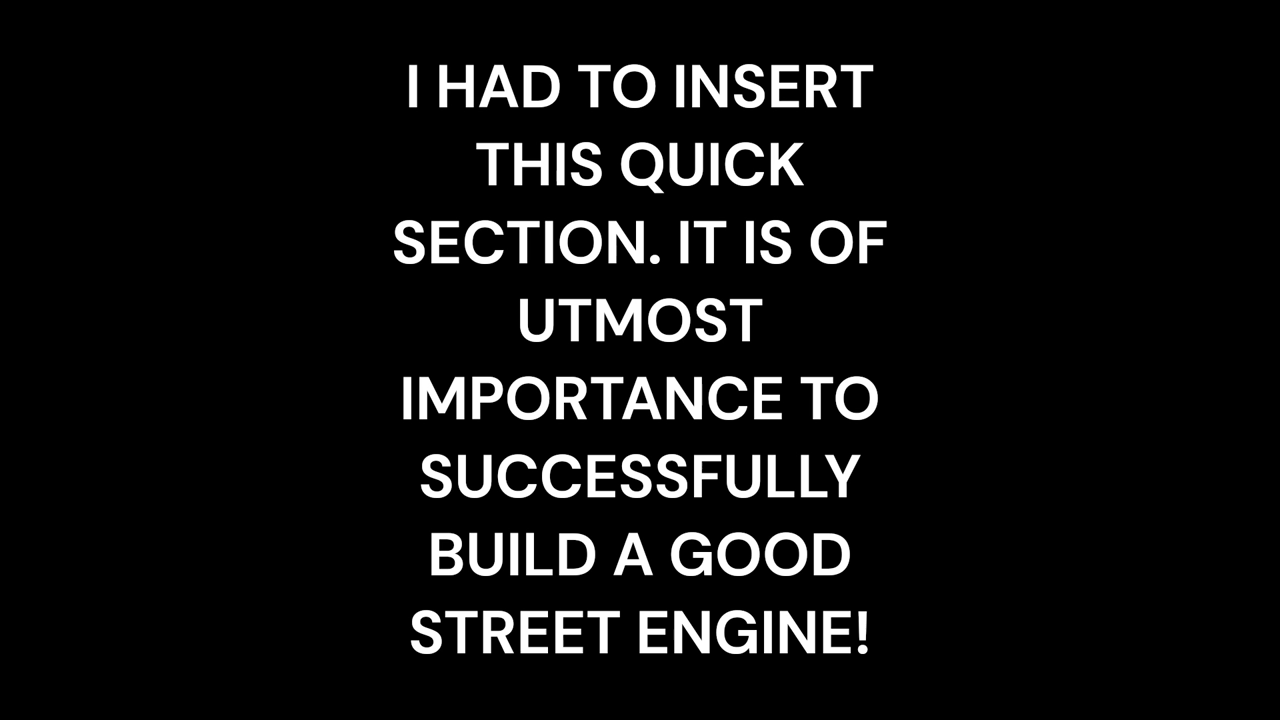 I HAD TO INSERT
THIS QUICK
SECTION. IT IS OF
UTMOST
IMPORTANCE TO
SUCCESSFULLY
BUILD A GOOD
STREET ENGINE!